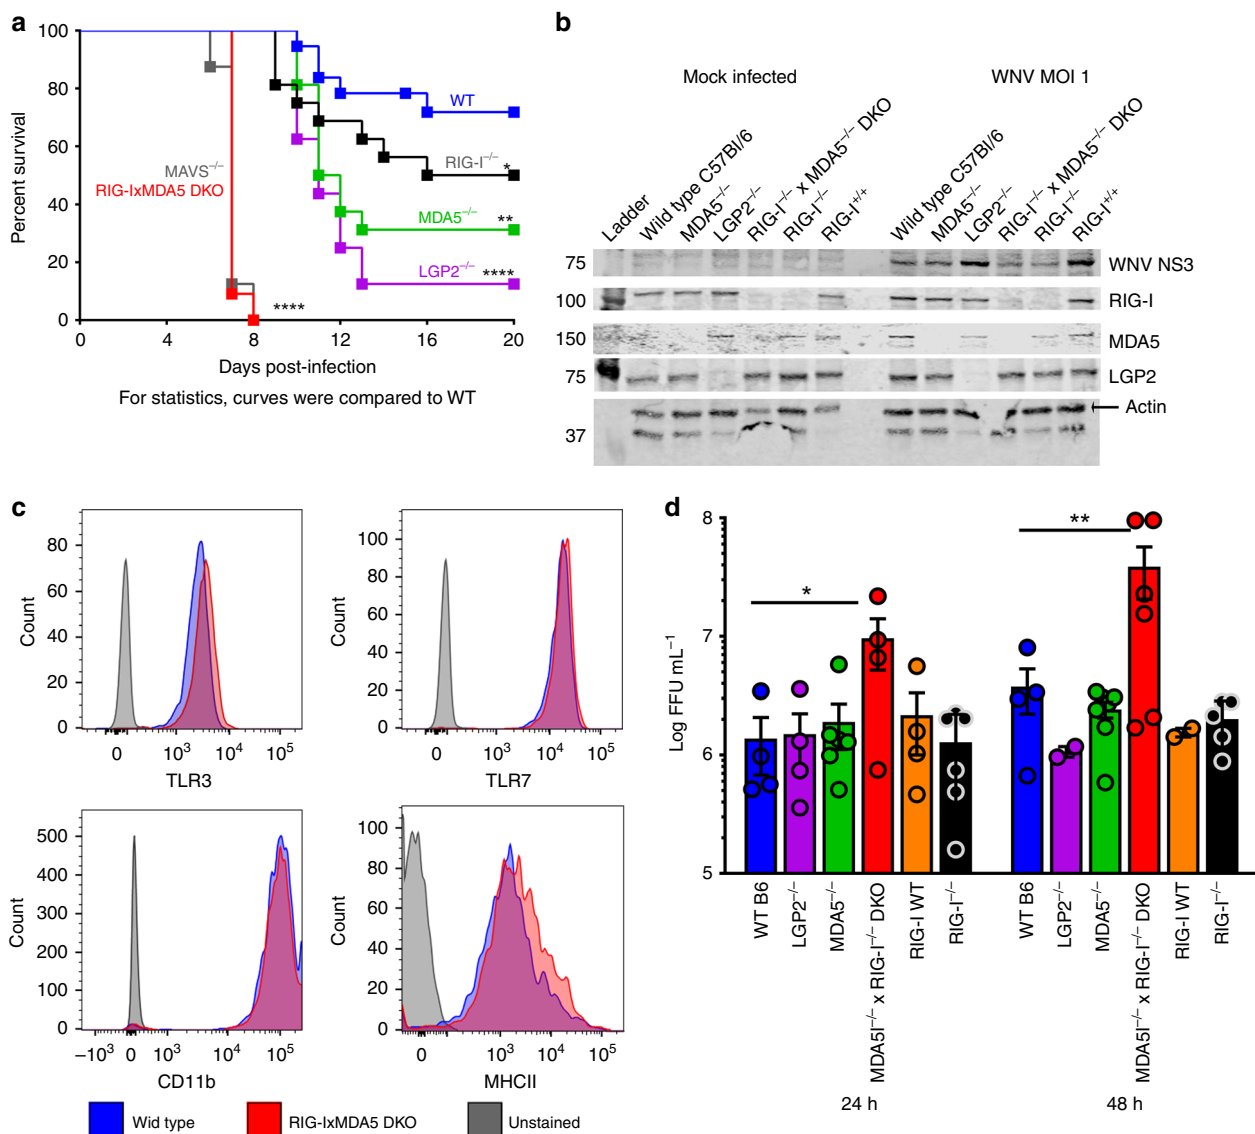 a
100
80
60
40
20
0
Percent survival
WT
RIG-I⁻/⁻
*
MAVS⁻/⁻
RIG-IxMDA5 DKO
MDA5⁻/⁻
**
LGP2⁻/⁻
****
****
0 4 8 12 16 20
Days post-infection
For statistics, curves were compared to WT
b
Mock infected
WNV MOI 1
Ladder
Wild type C57Bl/6
MDA5⁻/⁻
LGP2⁻/⁻
RIG-I⁻/⁻ x MDA5⁻/⁻ DKO
RIG-I⁻/⁻
RIG-I⁺/⁺
Wild type C57Bl/6
MDA5⁻/⁻
LGP2⁻/⁻
RIG-I⁻/⁻ x MDA5⁻/⁻ DKO
RIG-I⁻/⁻
RIG-I⁺/⁺
75
WNV NS3
100
RIG-I
150
MDA5
75
LGP2
Actin
37
c
80
60
40
20
0
Count
0 10³ 10⁴ 10⁵
TLR3
100
80
60
40
20
0
Count
0 10³ 10⁴ 10⁵
TLR7
500
400
300
200
100
0
Count
−10³ 0 10³ 10⁴ 10⁵
CD11b
100
80
60
40
20
0
Count
0 10³ 10⁴ 10⁵
MHCII
Wid type
RIG-IxMDA5 DKO
Unstained
d
8
7
6
5
Log FFU mL⁻¹
*
**
WT B6
LGP2⁻/⁻
MDA5⁻/⁻
MDA5I⁻/⁻ x RIG-I⁻/⁻ DKO
RIG-I WT
RIG-I⁻/⁻
WT B6
LGP2⁻/⁻
MDA5⁻/⁻
MDA5I⁻/⁻ x RIG-I⁻/⁻ DKO
RIG-I WT
RIG-I⁻/⁻
24 h
48 h